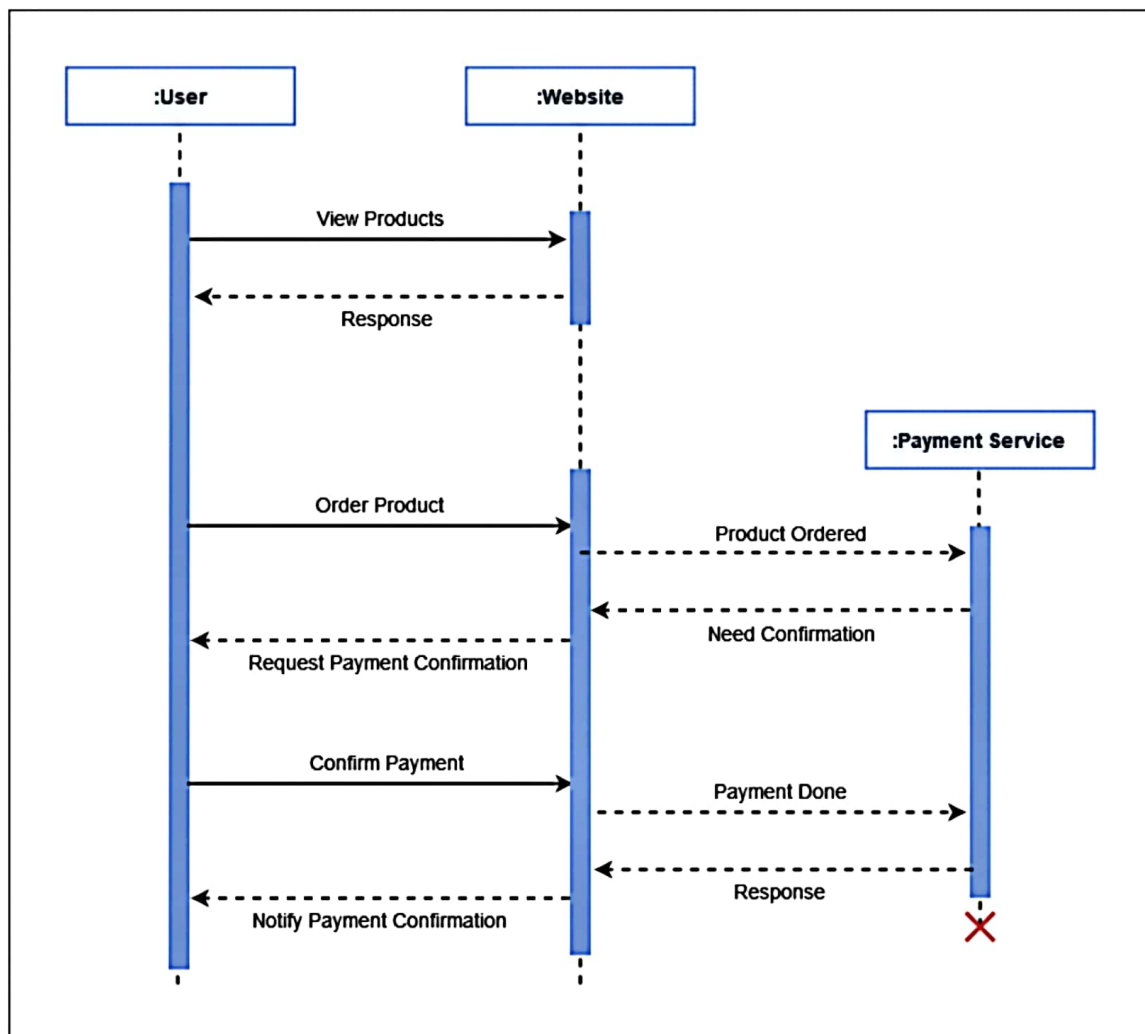 :User
:Website
View Products
Response
:Payment Service
Order Product
Product Ordered
Need Confirmation
Request Payment Confirmation
Confirm Payment
Payment Done
Response
Notify Payment Confirmation